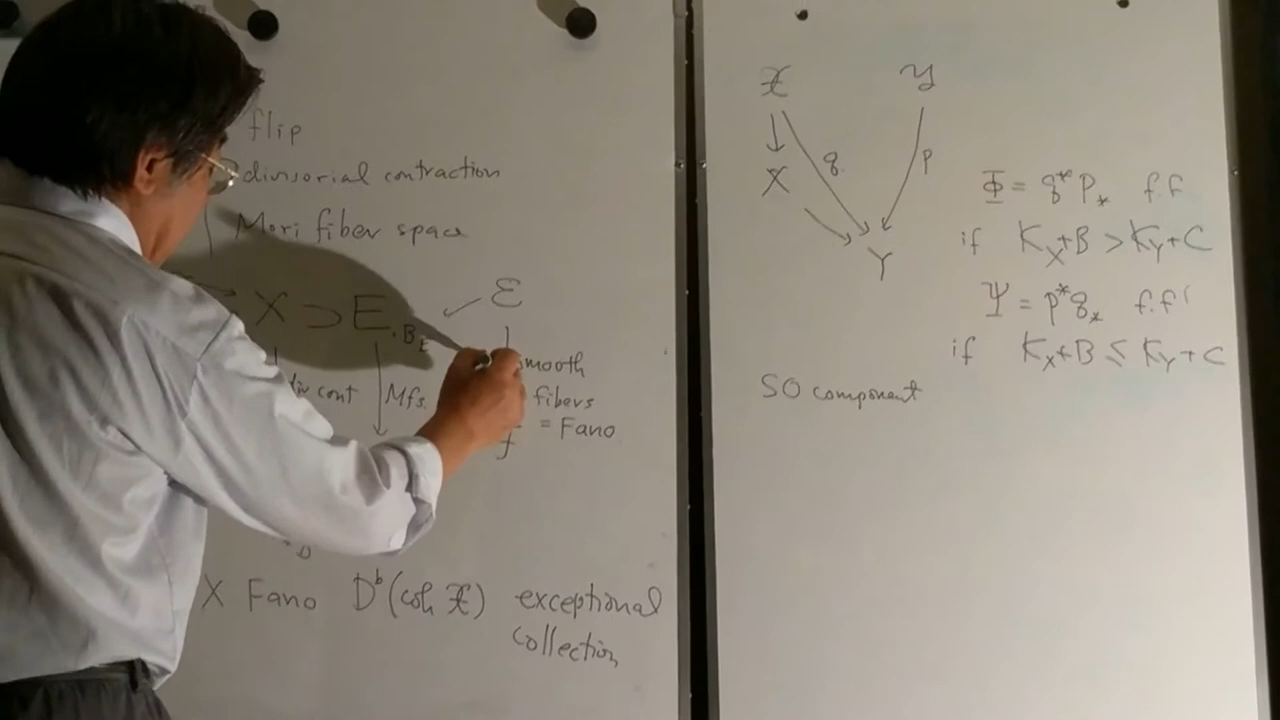 flip
divisorial contraction
Mori fiber space
X ⊃ E, B_E ↙ ℰ
div cont
Mfs.
smooth
fibers
= Fano
f
D
X Fano D^b(coh 𝒳) exceptional
collection
𝒳 𝒴
↓ q p
X
Y
Φ = q^* p_* f.f
if K_X+B > K_Y+C
Ψ = p^* q_* f.f
if K_X+B ≤ K_Y+C
SO component